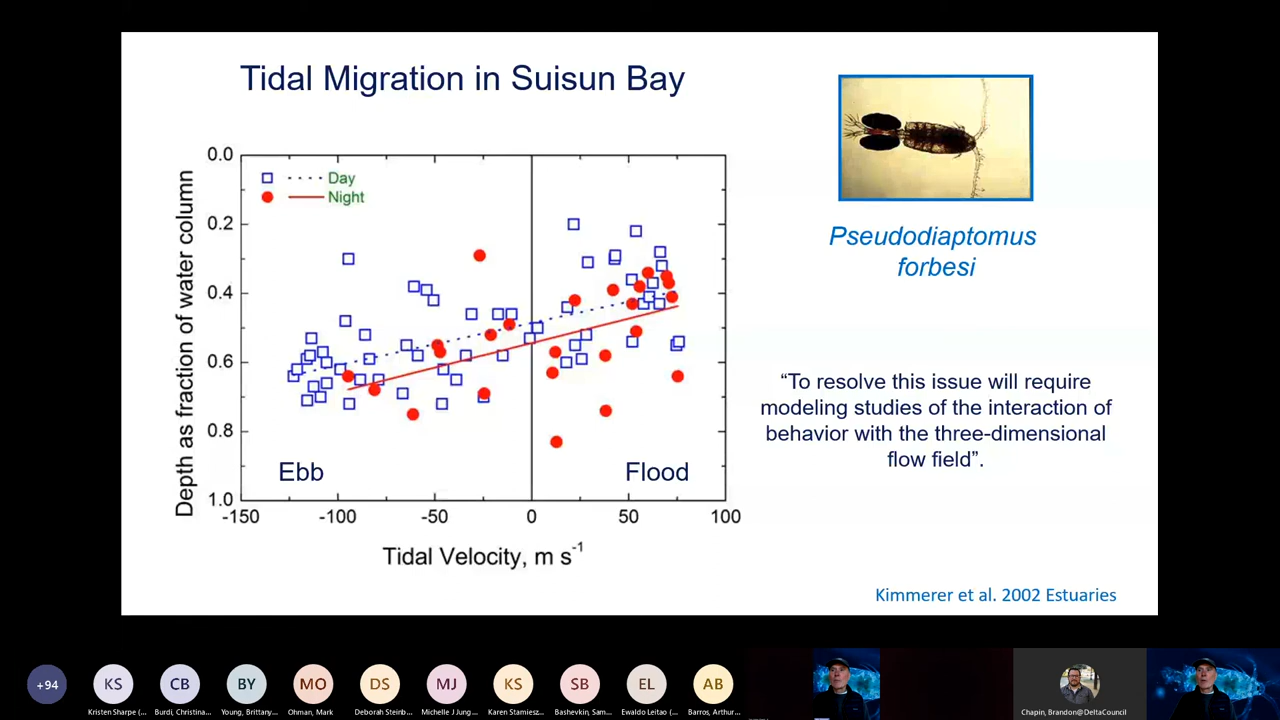 Tidal Migration in Suisun Bay
Depth as fraction of water column
0.0
0.2
0.4
0.6
0.8
1.0
Day
Night
Ebb
Flood
-150
-100
-50
0
50
100
Tidal Velocity, m s-1
Pseudodiaptomus
forbesi
“To resolve this issue will require
modeling studies of the interaction of
behavior with the three-dimensional
flow field”.
Kimmerer et al. 2002 Estuaries
+94
KS
CB
BY
MO
DS
MJ
KS
SB
EL
AB
Kristen Sharpe (...
Burdi, Christina...
Young, Brittany...
Ohman, Mark
Deborah Steinb...
Michelle J Jung...
Karen Stamiesz...
Bashevkin, Sam...
Ewaldo Leitao (...
Barros, Arthur...
Chapin, Brandon@DeltaCouncil